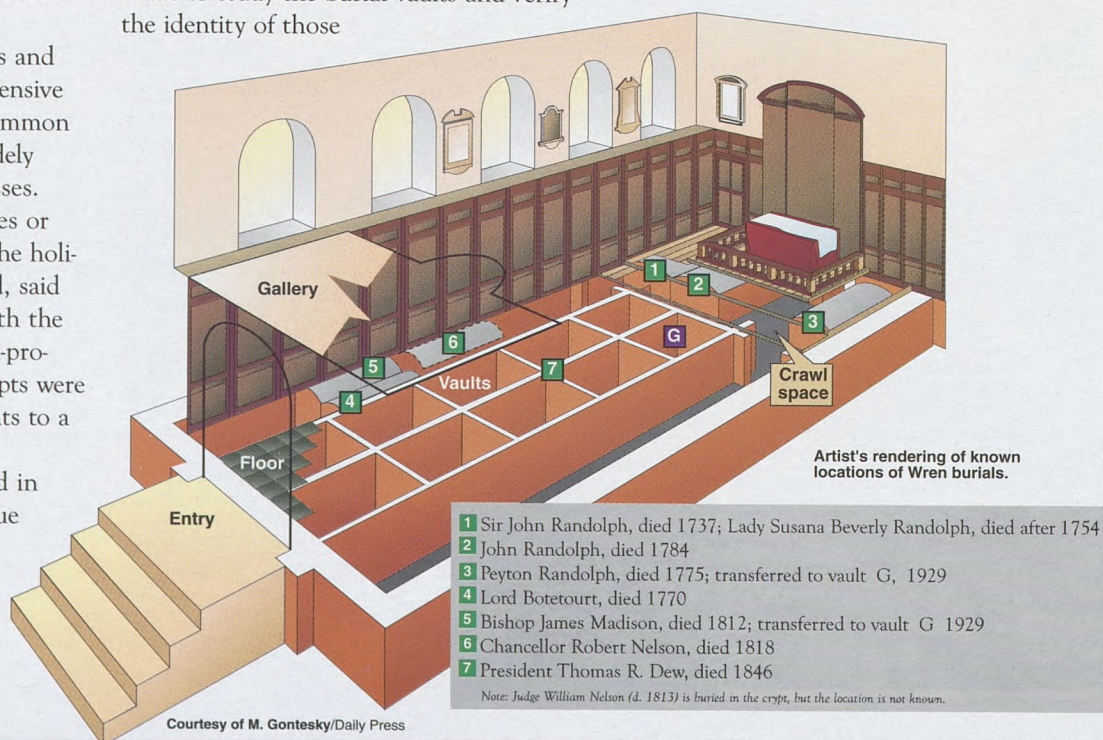 the identity of those
s and
ensive
mmon
dely
sses.
es or
he holi-
d, said
th the
-pro-
pts were
ts to a
d in
ue
Gallery
Vaults
Floor
Entry
Crawl
space
1
2
3
4
5
6
7
G
Artist's rendering of known
locations of Wren burials.
1 Sir John Randolph, died 1737; Lady Susana Beverly Randolph, died after 1754
2 John Randolph, died 1784
3 Peyton Randolph, died 1775; transferred to vault G, 1929
4 Lord Botetourt, died 1770
5 Bishop James Madison, died 1812; transferred to vault G 1929
6 Chancellor Robert Nelson, died 1818
7 President Thomas R. Dew, died 1846
Note: Judge William Nelson (d. 1813) is buried in the crypt, but the location is not known.
Courtesy of M. Gontesky/Daily Press